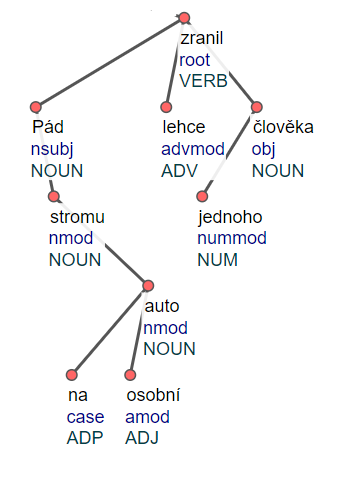 zranil
root
VERB
Pád
nsubj
NOUN
lehce
advmod
ADV
člověka
obj
NOUN
stromu
nmod
NOUN
jednoho
nummod
NUM
auto
nmod
NOUN
na
case
ADP
osobní
amod
ADJ